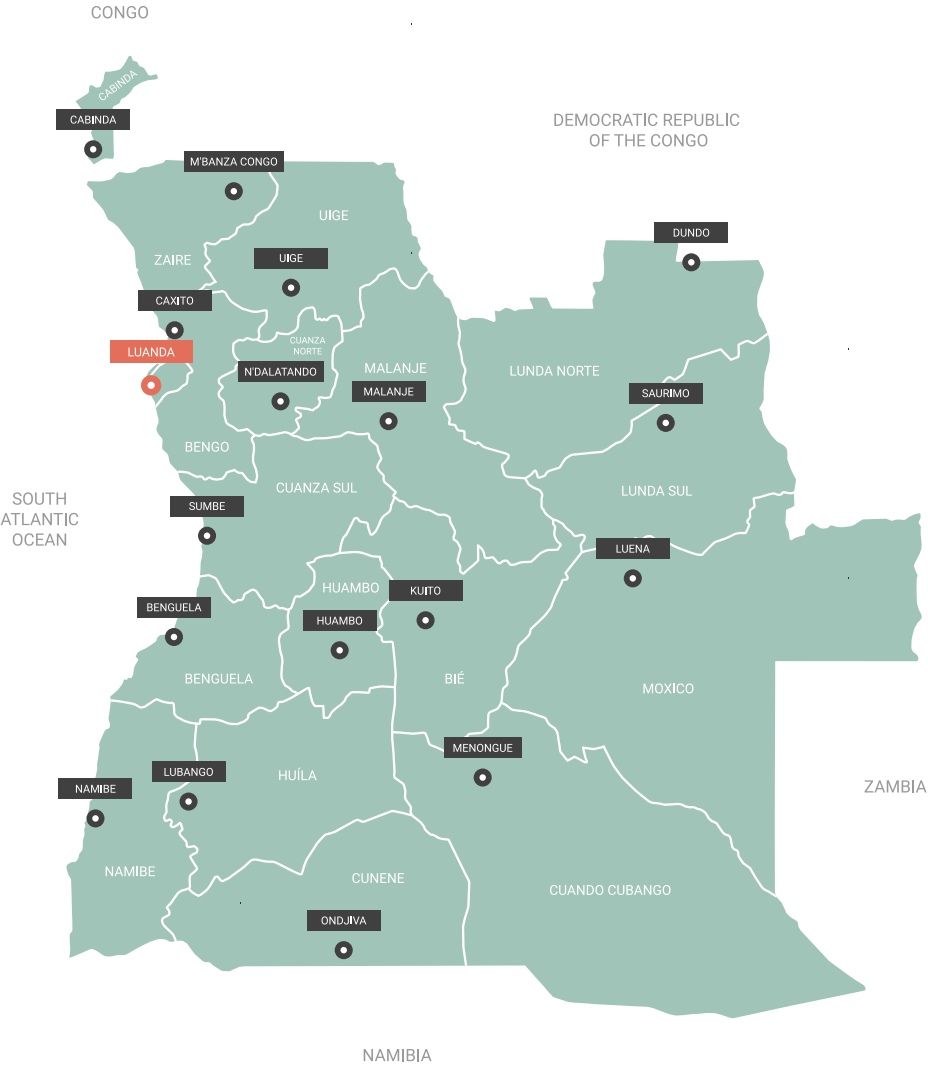 CONGO
CABINDA
CABINDA
DEMOCRATIC REPUBLIC
OF THE CONGO
M'BANZA CONGO
UIGE
DUNDO
ZAIRE
UIGE
CAXITO
CUANZA
NORTE
LUANDA
MALANJE
LUNDA NORTE
N'DALATANDO
MALANJE
SAURIMO
BENGO
CUANZA SUL
LUNDA SUL
SOUTH
ATLANTIC
OCEAN
SUMBE
LUENA
HUAMBO
KUITO
BENGUELA
HUAMBO
BENGUELA
BIÉ
MOXICO
MENONGUE
LUBANGO
HUÍLA
NAMIBE
ZAMBIA
NAMIBE
CUNENE
CUANDO CUBANGO
ONDJIVA
NAMIBIA